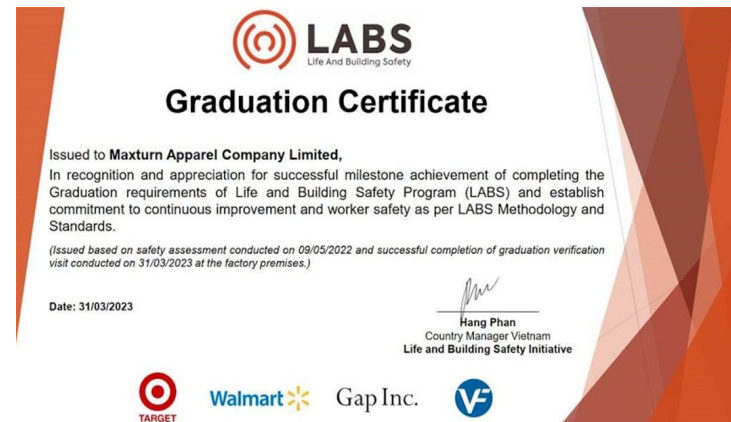 LABS
Life And Building Safety
Graduation Certificate
Issued to Maxturn Apparel Company Limited,
In recognition and appreciation for successful milestone achievement of completing the
Graduation requirements of Life and Building Safety Program (LABS) and establish
commitment to continuous improvement and worker safety as per LABS Methodology and
Standards.
(Issued based on safety assessment conducted on 09/05/2022 and successful completion of graduation verification
visit conducted on 31/03/2023 at the factory premises.)
Date: 31/03/2023
Hang Phan
Country Manager Vietnam
Life and Building Safety Initiative
TARGET
Walmart
Gap Inc.
VF